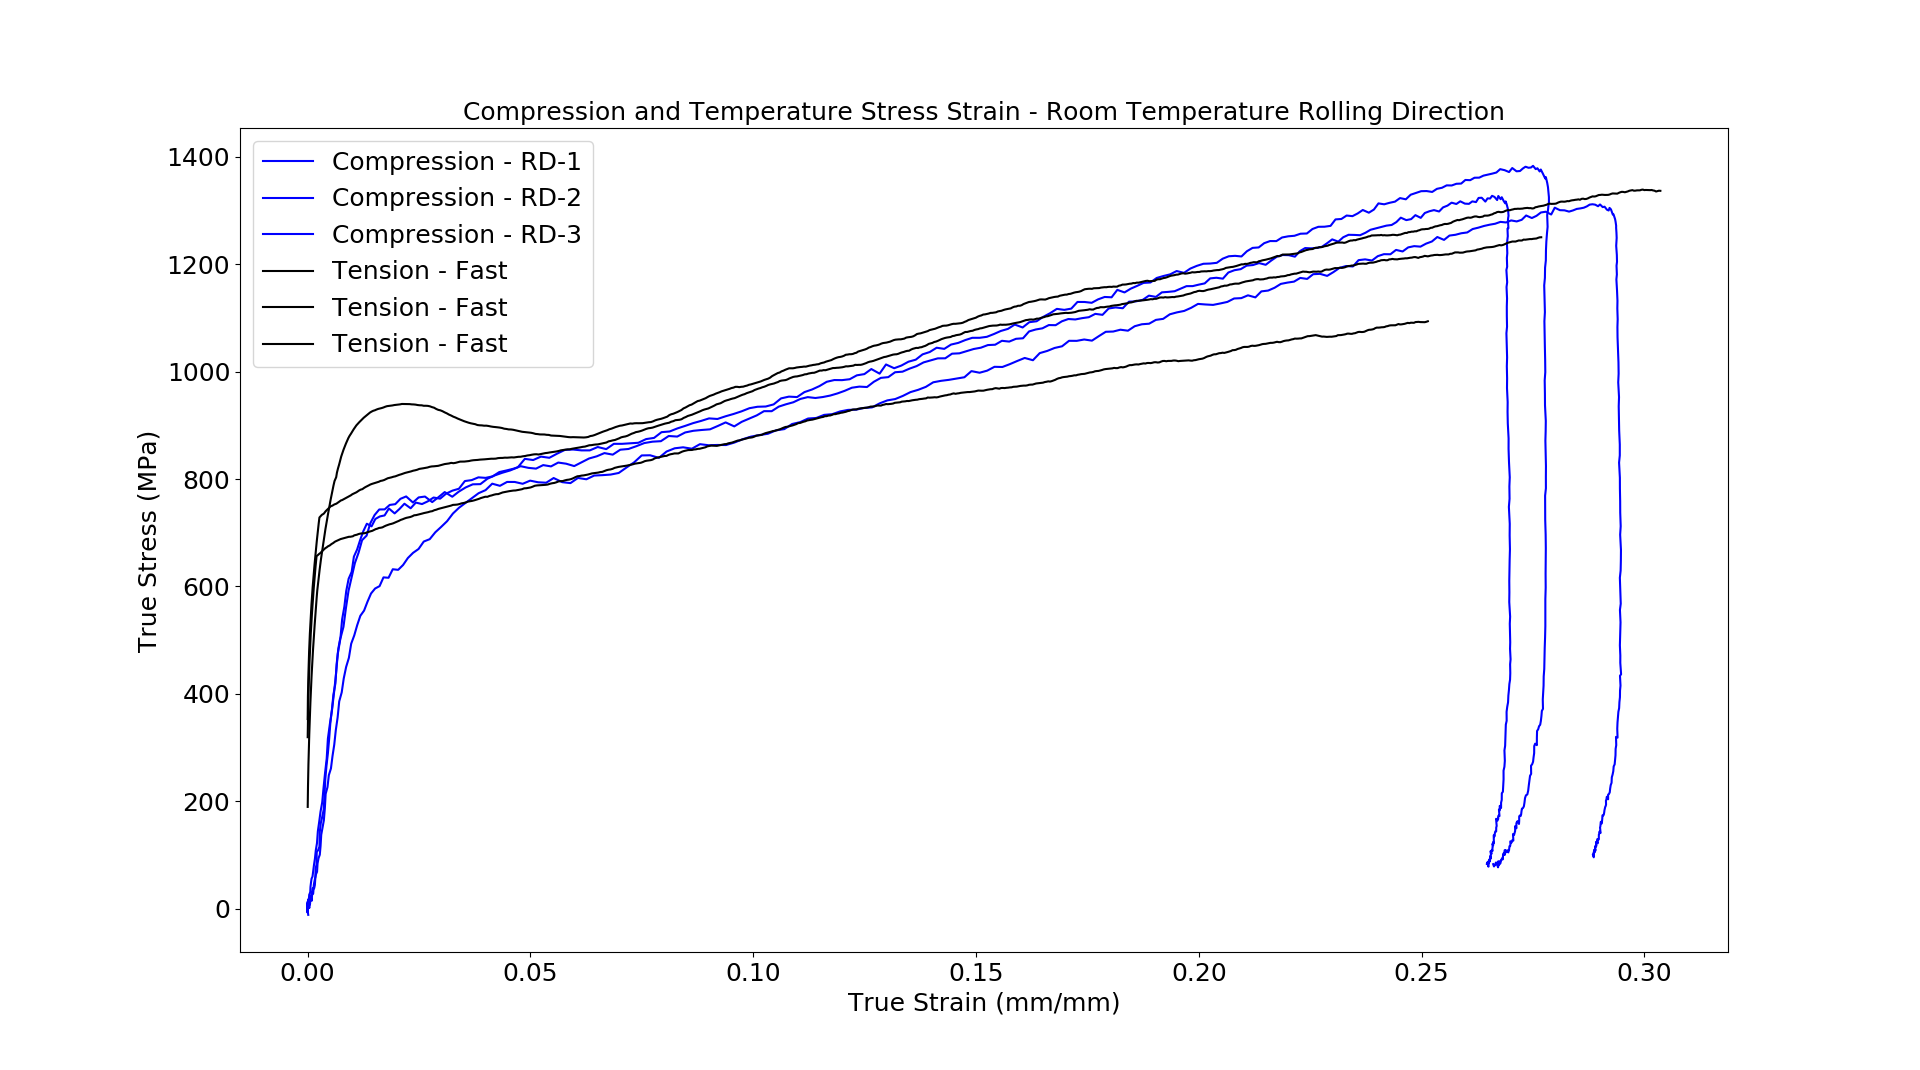 Compression and Temperature Stress Strain - Room Temperature Rolling Direction
Compression - RD-1
Compression - RD-2
Compression - RD-3
Tension - Fast
Tension - Fast
Tension - Fast
1400
1200
1000
800
600
400
200
0
True Stress (MPa)
0.00 0.05 0.10 0.15 0.20 0.25 0.30
True Strain (mm/mm)